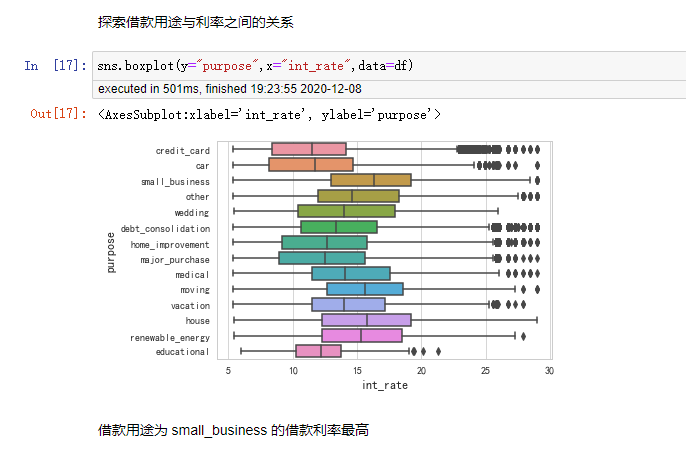 探索借款用途与利率之间的关系
In [17]: sns.boxplot(y="purpose",x="int_rate",data=df)
executed in 501ms, finished 19:23:55 2020-12-08
Out[17]: <AxesSubplot:xlabel='int_rate', ylabel='purpose'>
credit_card
car
small_business
other
wedding
debt_consolidation
home_improvement
major_purchase
medical
moving
vacation
house
renewable_energy
educational
purpose
5 10 15 20 25 30
int_rate
借款用途为 small_business 的借款利率最高